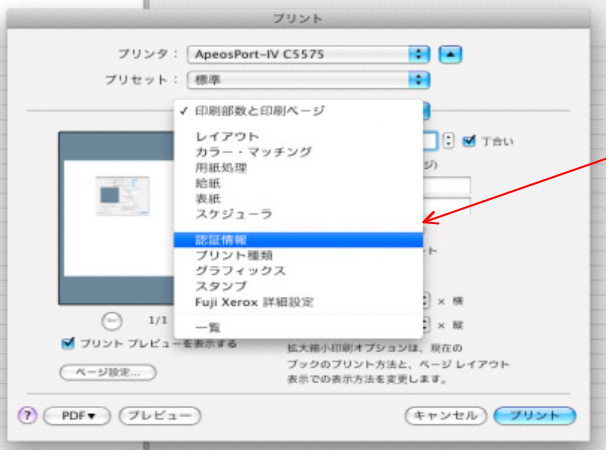 プリント
プリンタ： ApeosPort-IV C5575
プリセット： 標準
✓ 印刷部数と印刷ページ
レイアウト
カラー・マッチング
用紙処理
給紙
表紙
スケジューラ
認証情報
プリント種類
グラフィックス
スタンプ
Fuji Xerox 詳細設定
一覧
丁合い
ジ)
ト
× 横
× 縦
1/1
プリント プレビューを表示する
ページ設定...
拡大縮小印刷オプションは、現在の
ブックのプリント方法と、ページ レイアウト
表示での表示方法を変更します。
? PDF▼ プレビュー キャンセル プリント